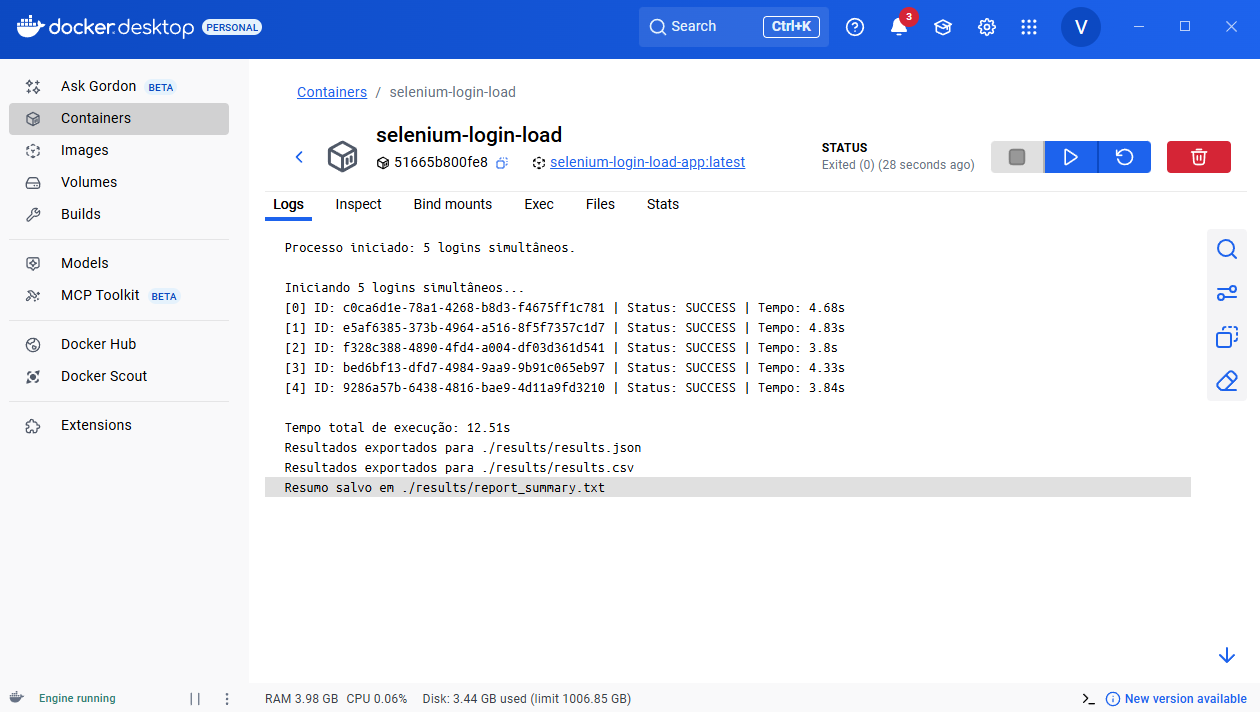 docker.desktop PERSONAL
Search Ctrl+K
3
V
Ask Gordon BETA
Containers
Images
Volumes
Builds
Models
MCP Toolkit BETA
Docker Hub
Docker Scout
Extensions
Containers / selenium-login-load
selenium-login-load
51665b800fe8 selenium-login-load-app:latest
STATUS
Exited (0) (28 seconds ago)
Logs Inspect Bind mounts Exec Files Stats
Processo iniciado: 5 logins simultâneos.
Iniciando 5 logins simultâneos...
[0] ID: c0ca6d1e-78a1-4268-b8d3-f4675ff1c781 | Status: SUCCESS | Tempo: 4.68s
[1] ID: e5af6385-373b-4964-a516-8f5f7357c1d7 | Status: SUCCESS | Tempo: 4.83s
[2] ID: f328c388-4890-4fd4-a004-df03d361d541 | Status: SUCCESS | Tempo: 3.8s
[3] ID: bed6bf13-dfd7-4984-9aa9-9b91c065eb97 | Status: SUCCESS | Tempo: 4.33s
[4] ID: 9286a57b-6438-4816-bae9-4d11a9fd3210 | Status: SUCCESS | Tempo: 3.84s
Tempo total de execução: 12.51s
Resultados exportados para ./results/results.json
Resultados exportados para ./results/results.csv
Resumo salvo em ./results/report_summary.txt
Engine running
RAM 3.98 GB CPU 0.06% Disk: 3.44 GB used (limit 1006.85 GB)
New version available